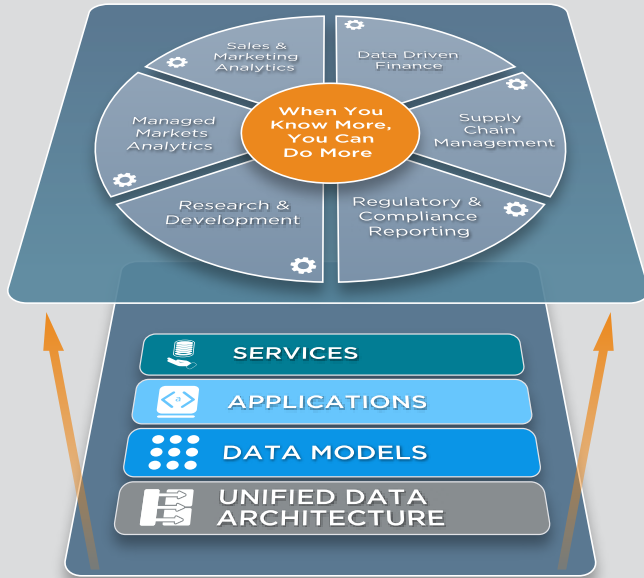 Sales &
Marketing
Analytics
Data Driven
Finance
Managed
Markets
Analytics
When You
Know More,
You Can
Do More
Supply
Chain
Management
Research &
Development
Regulatory &
Compliance
Reporting
SERVICES
<a>
APPLICATIONS
DATA MODELS
UNIFIED DATA
ARCHITECTURE